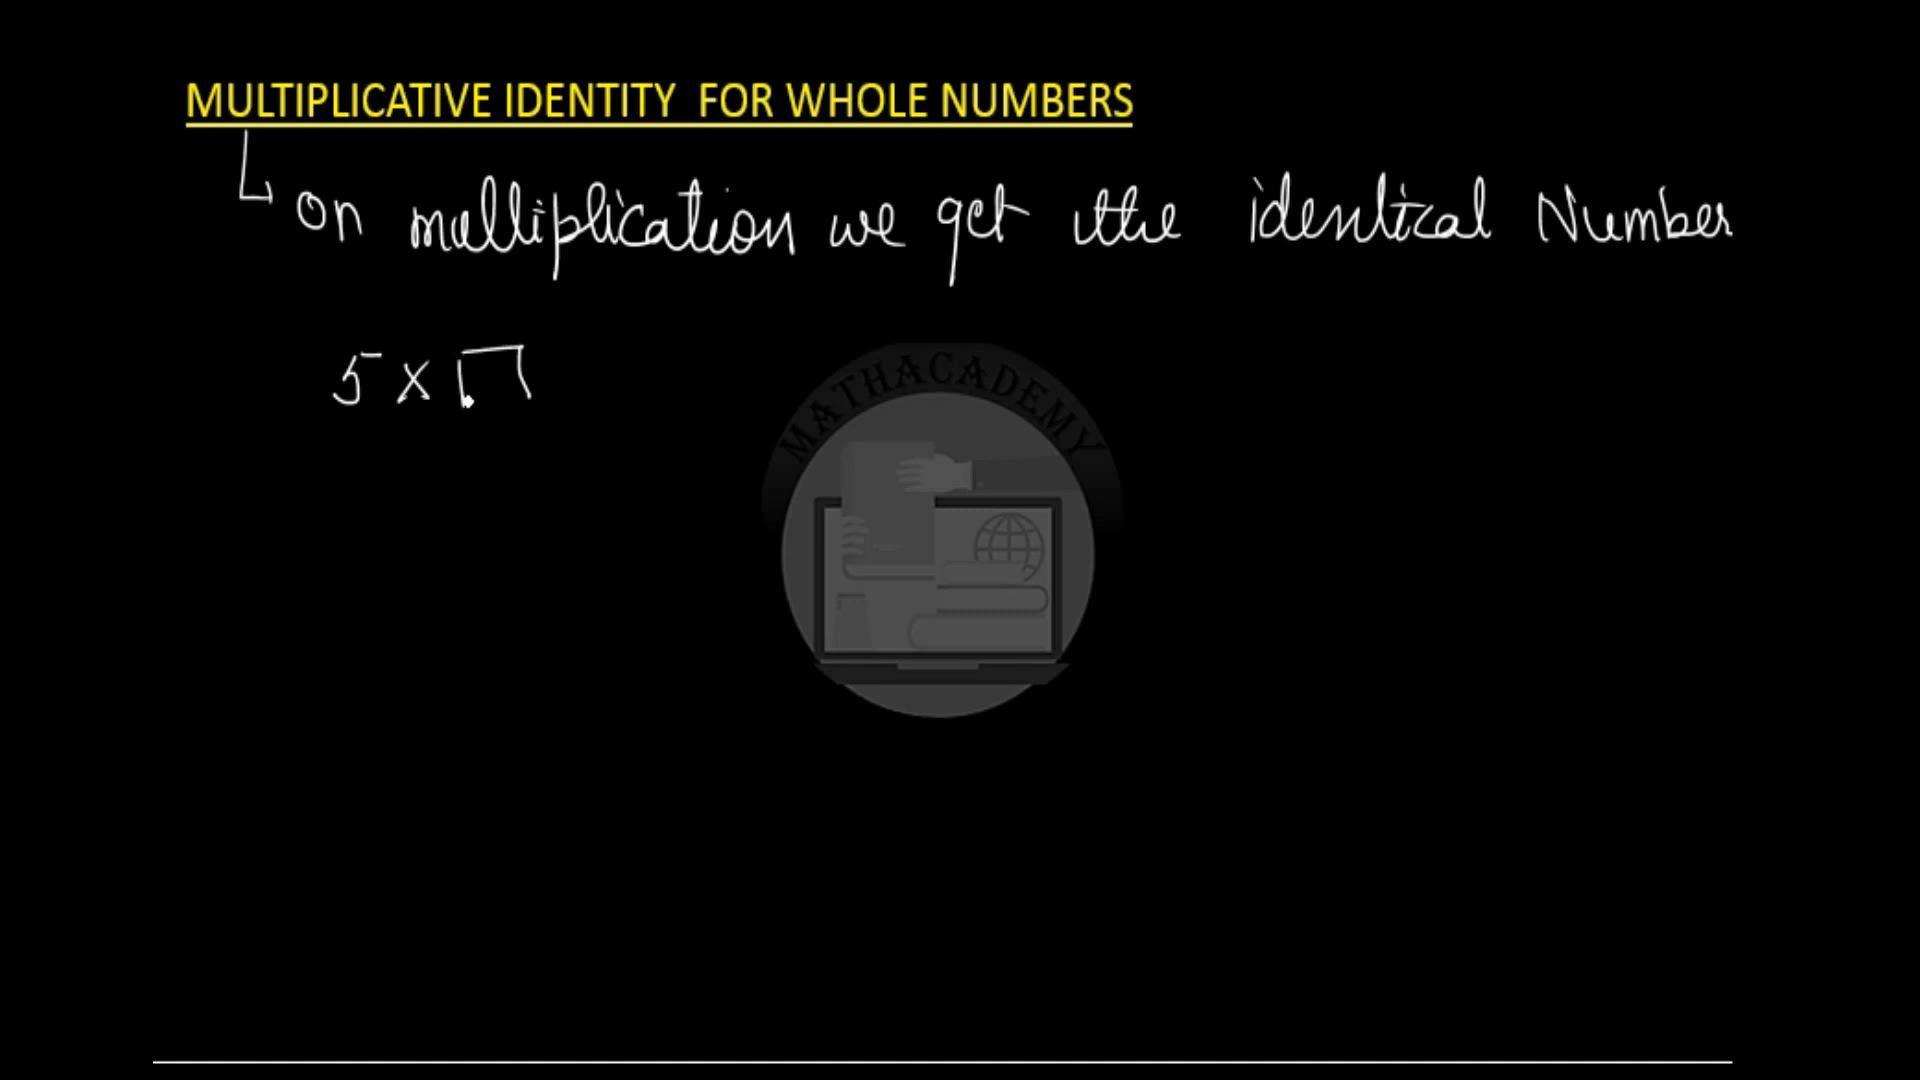 MULTIPLICATIVE IDENTITY FOR WHOLE NUMBERS
on multiplication we get the identical Number
5 ×
MATHACADEMY